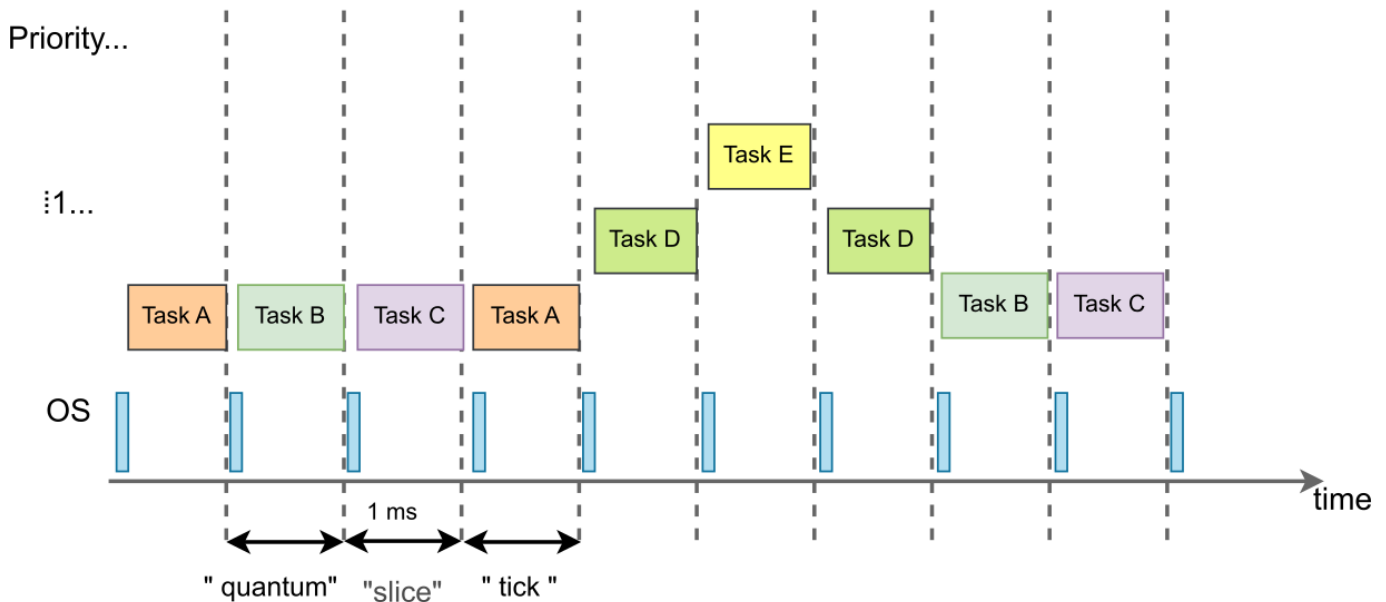 Priority...
Task E
⁞1...
Task D
Task D
Task A
Task B
Task C
Task A
Task B
Task C
OS
time
1 ms
" quantum"
"slice"
" tick "